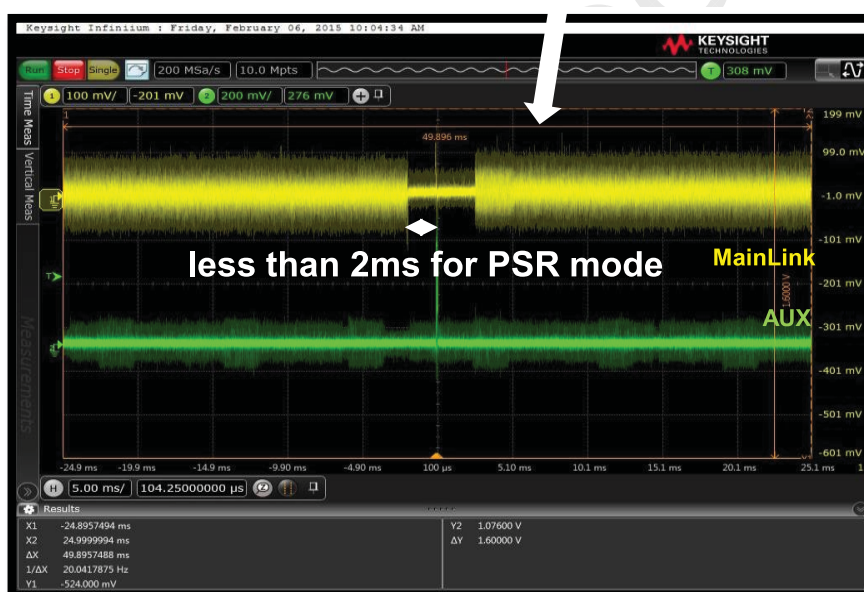 Keysight Infiniium : Friday, February 06, 2015 10:04:34 AM
KEYSIGHT
TECHNOLOGIES
Run Stop Single 200 MSa/s 10.0 Mpts T 308 mV
1 100 mV/ -201 mV 2 200 mV/ 276 mV
Time Meas
Vertical Meas
Measurements
1
49.896 ms
199 mV
99.0 mV
-1.0 mV
-101 mV
less than 2ms for PSR mode
MainLink
T
-201 mV
1.6000 V
AUX
-301 mV
-401 mV
-501 mV
-601 mV
-24.9 ms -19.9 ms -14.9 ms -9.90 ms -4.90 ms 100 µs 5.10 ms 10.1 ms 15.1 ms 20.1 ms 25.1 ms 1
H 5.00 ms/ 104.25000000 µs
Results
X1 -24.8957494 ms
X2 24.9999994 ms
ΔX 49.8957488 ms
1/ΔX 20.0417875 Hz
Y1 -524.000 mV
Y2 1.07600 V
ΔY 1.60000 V